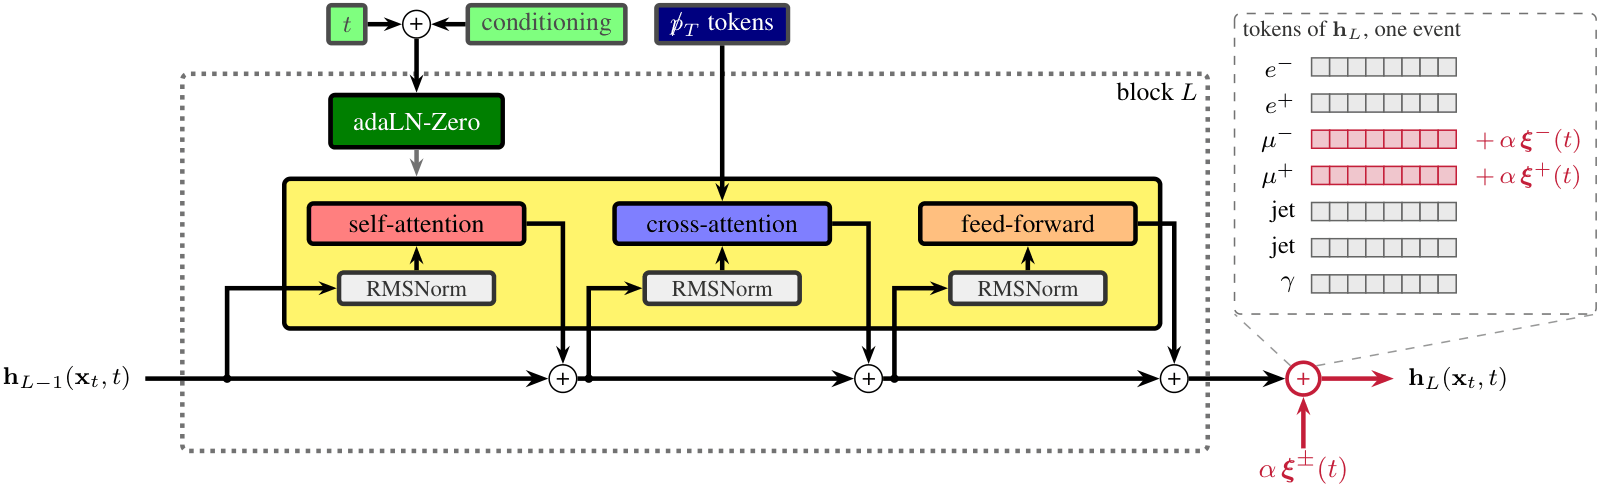 t
+
conditioning
p̸_T tokens
tokens of h_L, one event
block L
adaLN-Zero
e⁻
e⁺
μ⁻ + α ξ⁻(t)
μ⁺ + α ξ⁺(t)
jet
jet
γ
self-attention
cross-attention
feed-forward
RMSNorm
RMSNorm
RMSNorm
h_{L−1}(x_t, t)
+
+
+
+
h_L(x_t, t)
α ξ^±(t)